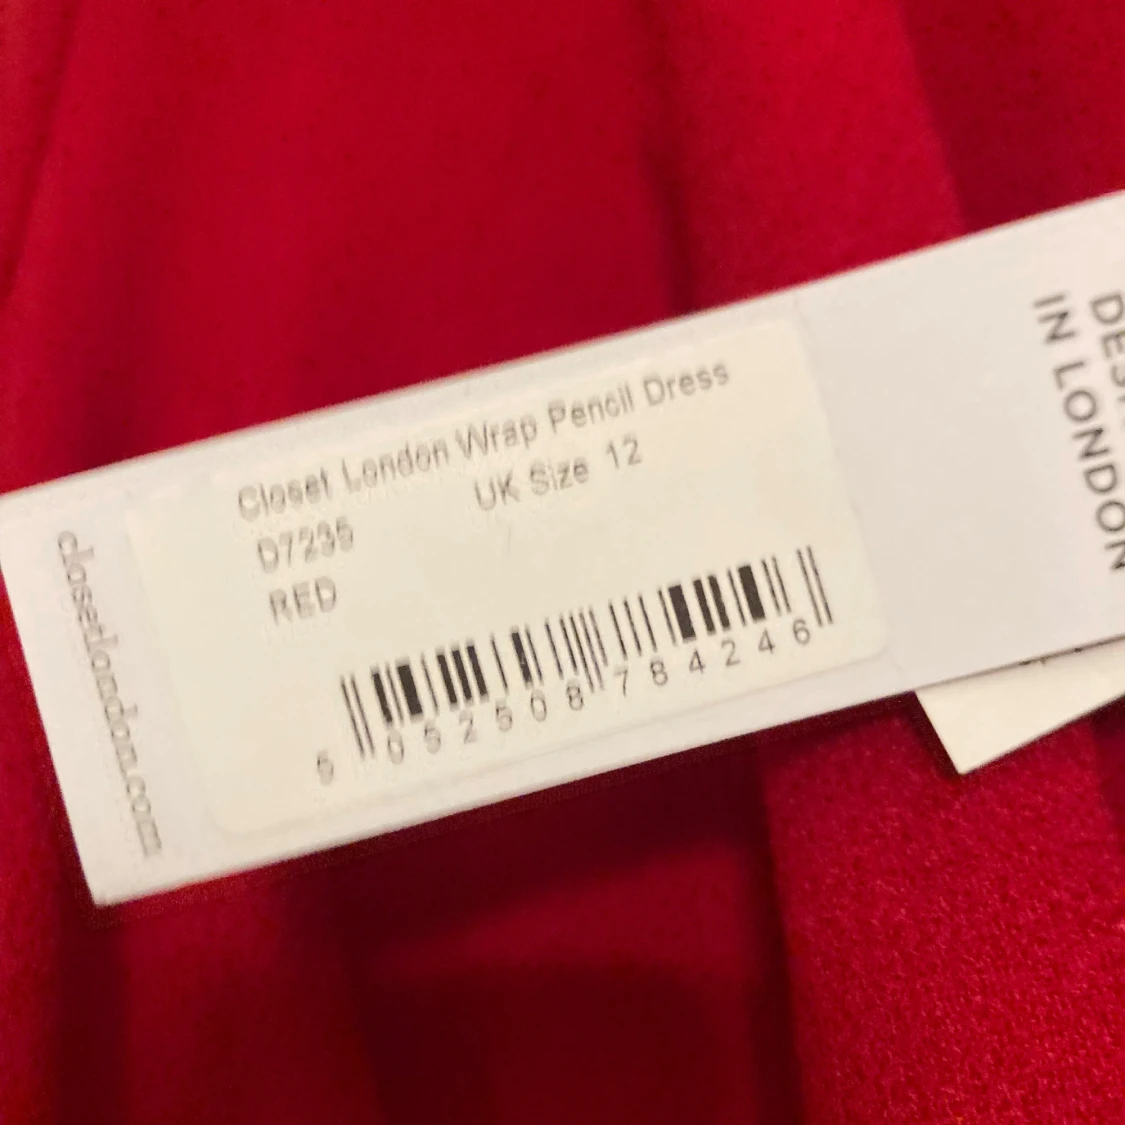 Closet London Wrap Pencil Dress
UK Size 12
D7235
RED
5 052508 784246
closetlondon.com
IN LONDON